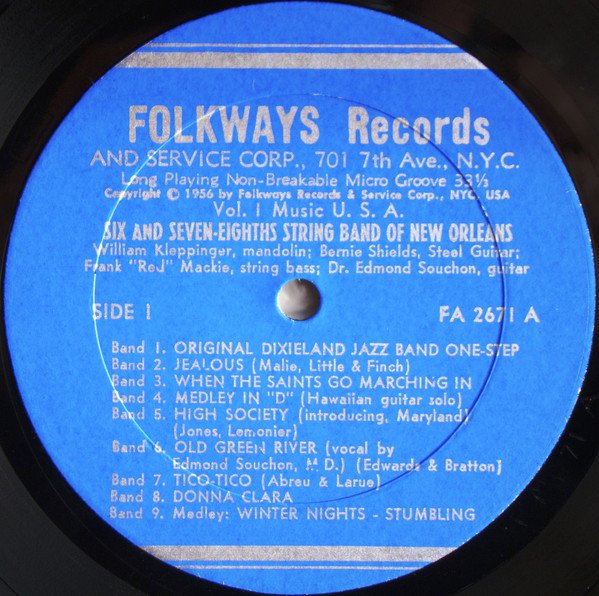 FOLKWAYS Records
AND SERVICE CORP., 701 7th Ave., N.Y.C.
Long Playing Non-Breakable Micro Groove 33⅓
Copyright © 1956 by Folkways Records & Service Corp., NYC, USA
Vol. I Music U. S. A.
SIX AND SEVEN-EIGHTHS STRING BAND OF NEW ORLEANS
William Kleppinger, mandolin; Bernie Shields, Steel Guitar;
Frank "Red" Mackie, string bass; Dr. Edmond Souchon, guitar
SIDE I FA 2671 A
Band 1. ORIGINAL DIXIELAND JAZZ BAND ONE-STEP
Band 2. JEALOUS (Malie, Little & Finch)
Band 3. WHEN THE SAINTS GO MARCHING IN
Band 4. MEDLEY IN "D" (Hawaiian guitar solo)
Band 5. HIGH SOCIETY (introducing, Maryland)
(Jones, Lemonier)
Band 6. OLD GREEN RIVER (vocal by
Edmond Souchon, M D.) (Edwards & Bratton)
Band 7. TICO-TICO (Abreu & Larue)
Band 8. DONNA CLARA
Band 9. Medley: WINTER NIGHTS - STUMBLING